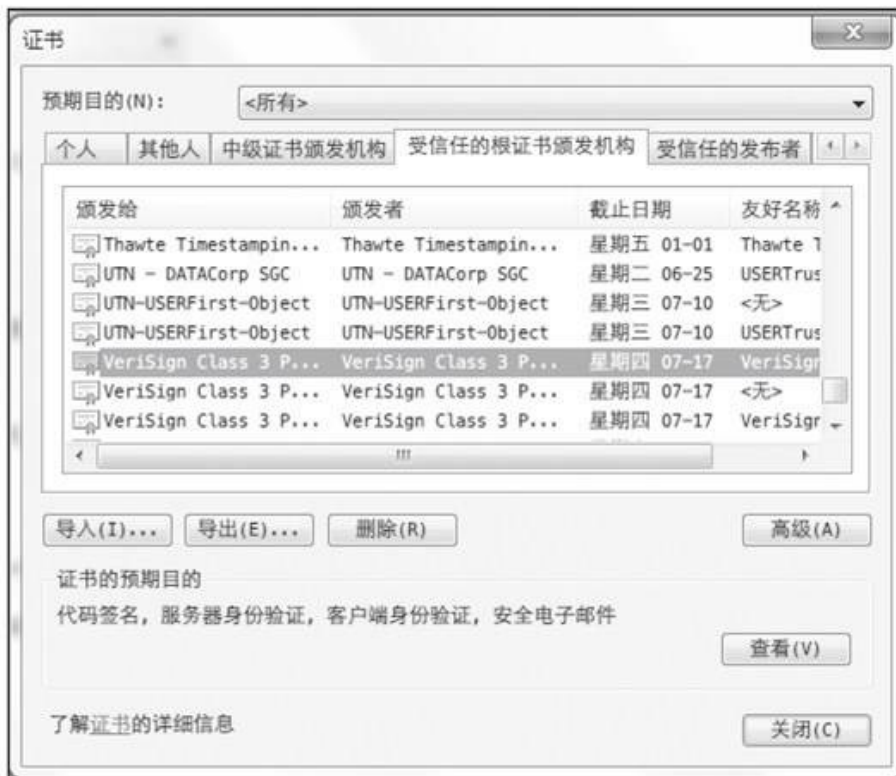 证书
预期目的(N): <所有>
个人 其他人 中级证书颁发机构 受信任的根证书颁发机构 受信任的发布者
颁发给 颁发者 截止日期 友好名称
Thawte Timestampin... Thawte Timestampin... 星期五 01-01 Thawte T
UTN - DATACorp SGC UTN - DATACorp SGC 星期二 06-25 USERTrus
UTN-USERFirst-Object UTN-USERFirst-Object 星期三 07-10 <无>
UTN-USERFirst-Object UTN-USERFirst-Object 星期三 07-10 USERTrus
VeriSign Class 3 P... VeriSign Class 3 P... 星期四 07-17 VeriSign
VeriSign Class 3 P... VeriSign Class 3 P... 星期四 07-17 <无>
VeriSign Class 3 P... VeriSign Class 3 P... 星期四 07-17 VeriSign
导入(I)... 导出(E)... 删除(R) 高级(A)
证书的预期目的
代码签名, 服务器身份验证, 客户端身份验证, 安全电子邮件
查看(V)
了解证书的详细信息
关闭(C)